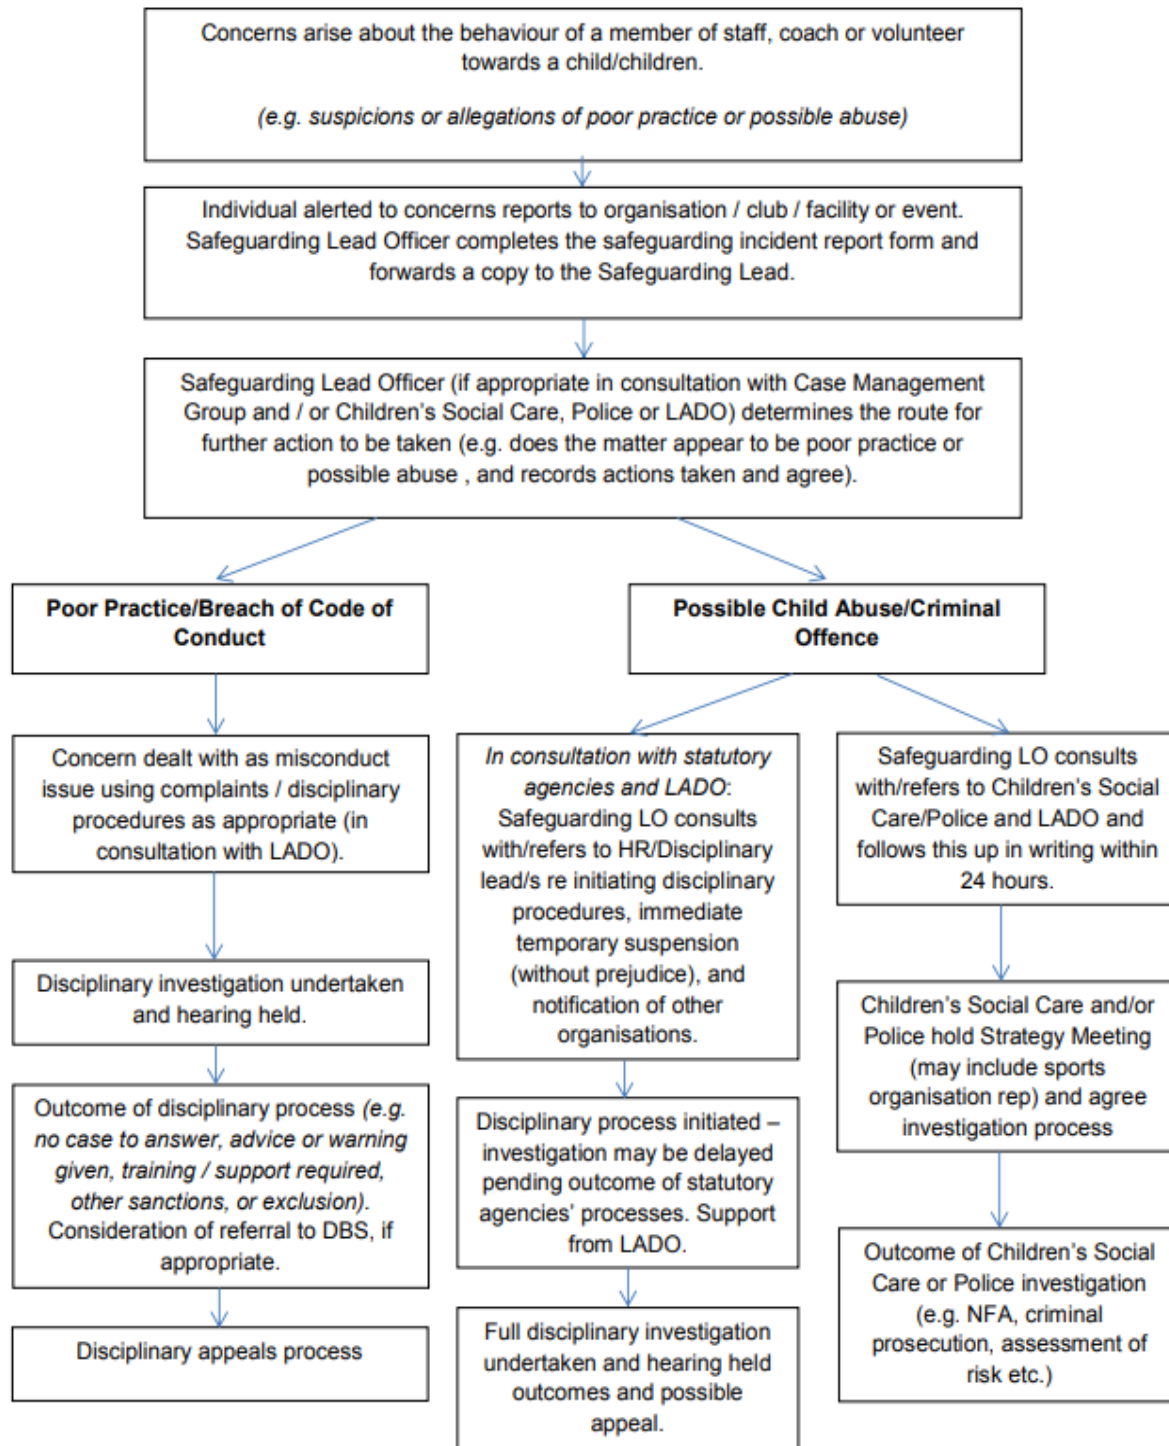 Concerns arise about the behaviour of a member of staff, coach or volunteer
towards a child/children.
(e.g. suspicions or allegations of poor practice or possible abuse)
Individual alerted to concerns reports to organisation / club / facility or event.
Safeguarding Lead Officer completes the safeguarding incident report form and
forwards a copy to the Safeguarding Lead.
Safeguarding Lead Officer (if appropriate in consultation with Case Management
Group and / or Children's Social Care, Police or LADO) determines the route for
further action to be taken (e.g. does the matter appear to be poor practice or
possible abuse , and records actions taken and agree).
Poor Practice/Breach of Code of
Conduct
Concern dealt with as misconduct
issue using complaints / disciplinary
procedures as appropriate (in
consultation with LADO).
Disciplinary investigation undertaken
and hearing held.
Outcome of disciplinary process (e.g.
no case to answer, advice or warning
given, training / support required,
other sanctions, or exclusion).
Consideration of referral to DBS, if
appropriate.
Disciplinary appeals process
Possible Child Abuse/Criminal
Offence
In consultation with statutory
agencies and LADO:
Safeguarding LO consults
with/refers to HR/Disciplinary
lead/s re initiating disciplinary
procedures, immediate
temporary suspension
(without prejudice), and
notification of other
organisations.
Disciplinary process initiated –
investigation may be delayed
pending outcome of statutory
agencies' processes. Support
from LADO.
Full disciplinary investigation
undertaken and hearing held
outcomes and possible
appeal.
Safeguarding LO consults
with/refers to Children's Social
Care/Police and LADO and
follows this up in writing within
24 hours.
Children's Social Care and/or
Police hold Strategy Meeting
(may include sports
organisation rep) and agree
investigation process
Outcome of Children's Social
Care or Police investigation
(e.g. NFA, criminal
prosecution, assessment of
risk etc.)